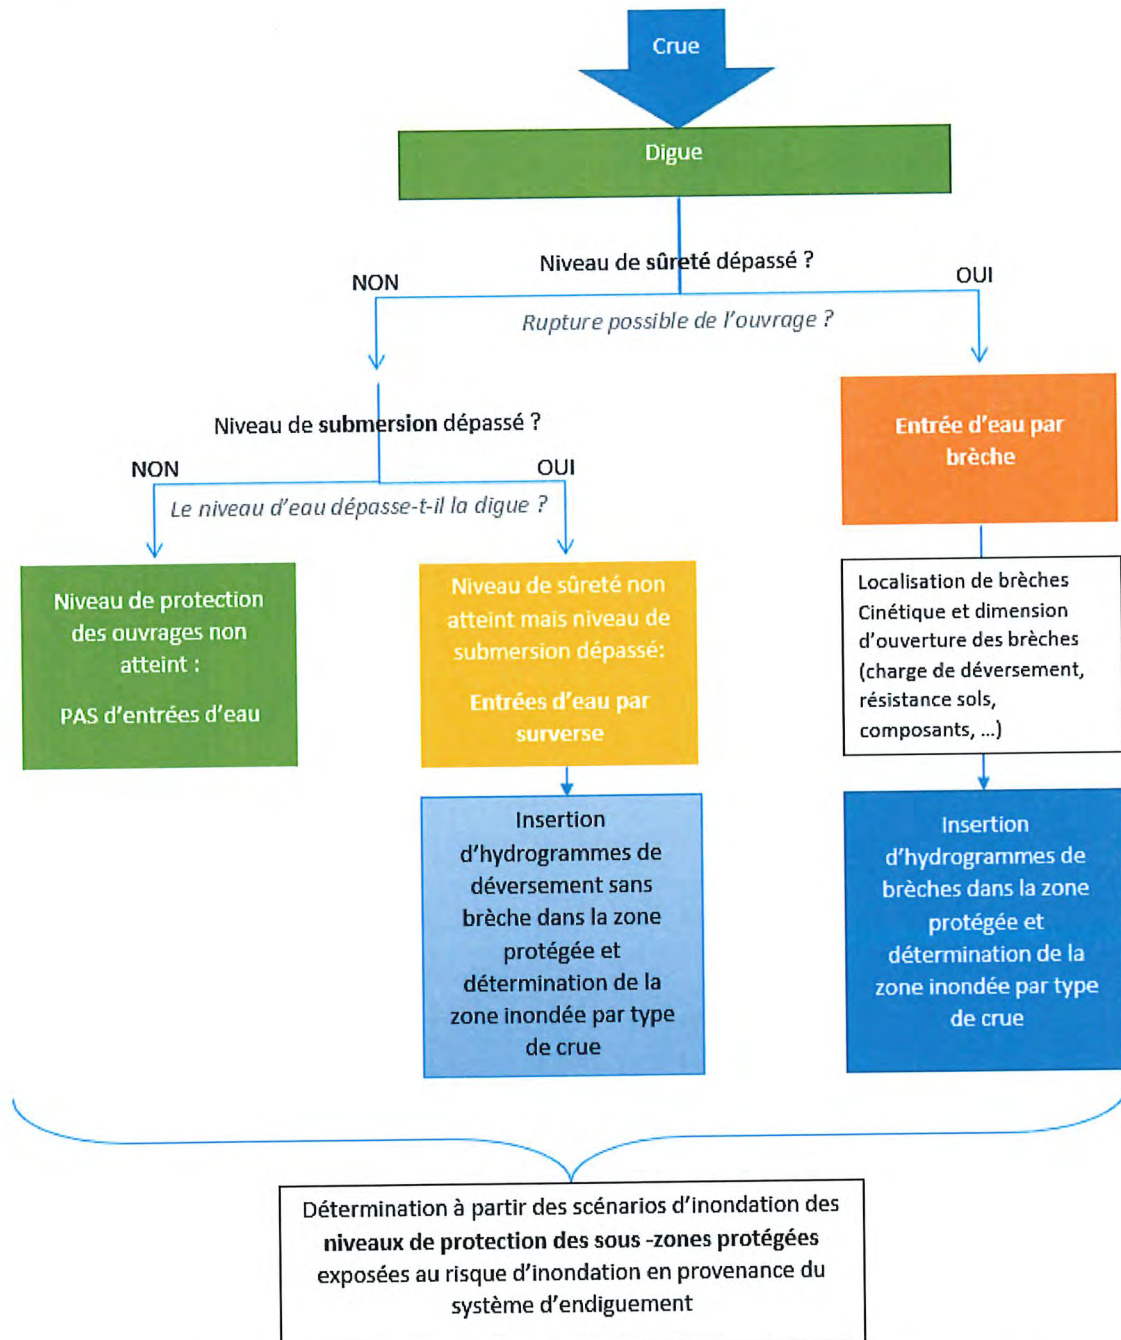 Crue
Digue
Niveau de sûreté dépassé ?
NON
OUI
Rupture possible de l'ouvrage ?
Niveau de submersion dépassé ?
NON
OUI
Le niveau d'eau dépasse-t-il la digue ?
Entrée d'eau par
brèche
Niveau de protection
des ouvrages non
atteint :
PAS d'entrées d'eau
Niveau de sûreté non
atteint mais niveau de
submersion dépassé:
Entrées d'eau par
surverse
Localisation de brèches
Cinétique et dimension
d'ouverture des brèches
(charge de déversement,
résistance sols,
composants, ...)
Insertion
d'hydrogrammes de
déversement sans
brèche dans la zone
protégée et
détermination de la
zone inondée par type
de crue
Insertion
d'hydrogrammes de
brèches dans la zone
protégée et
détermination de la
zone inondée par type
de crue
Détermination à partir des scénarios d'inondation des
niveaux de protection des sous -zones protégées
exposées au risque d'inondation en provenance du
système d'endiguement